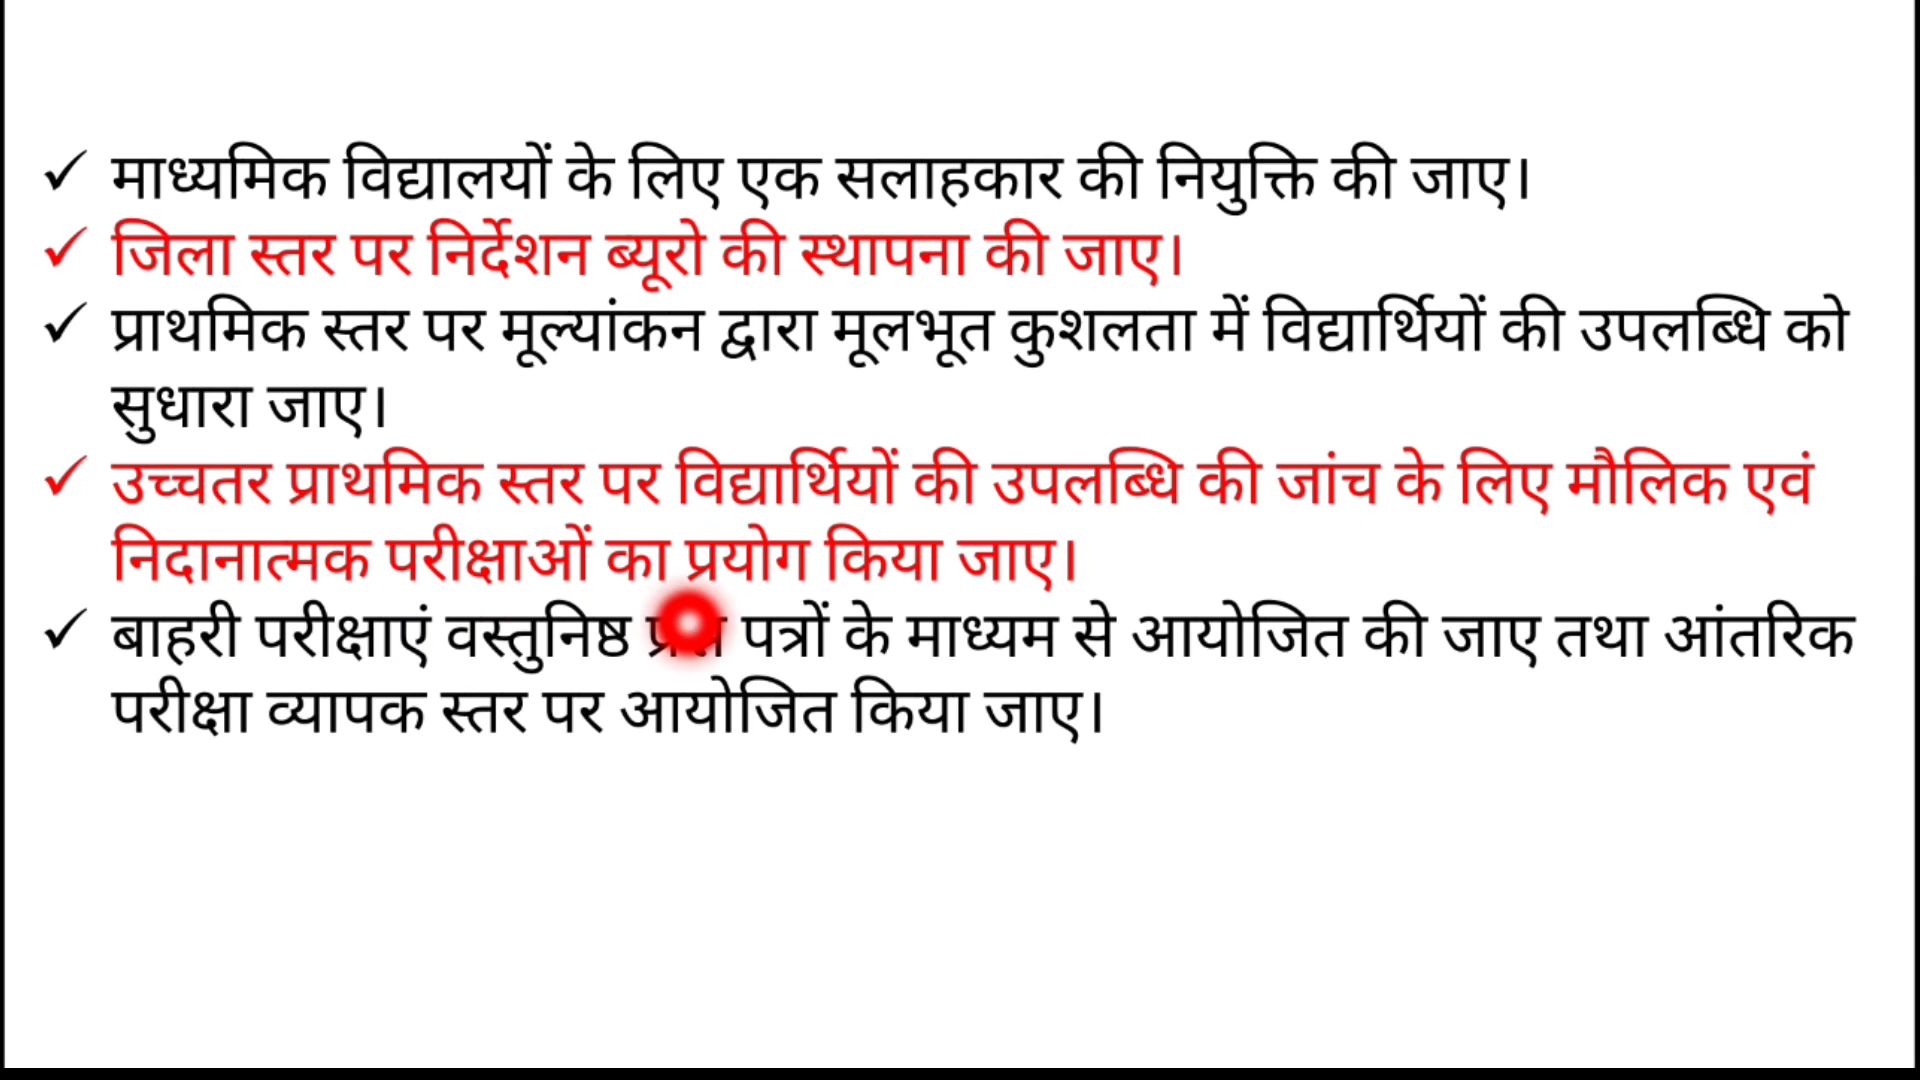 ✓ माध्यमिक विद्यालयों के लिए एक सलाहकार की नियुक्ति की जाए।
✓ जिला स्तर पर निर्देशन ब्यूरो की स्थापना की जाए।
✓ प्राथमिक स्तर पर मूल्यांकन द्वारा मूलभूत कुशलता में विद्यार्थियों की उपलब्धि को
सुधारा जाए।
✓ उच्चतर प्राथमिक स्तर पर विद्यार्थियों की उपलब्धि की जांच के लिए मौलिक एवं
निदानात्मक परीक्षाओं का प्रयोग किया जाए।
✓ बाहरी परीक्षाएं वस्तुनिष्ठ पत्रों के माध्यम से आयोजित की जाए तथा आंतरिक
परीक्षा व्यापक स्तर पर आयोजित किया जाए।